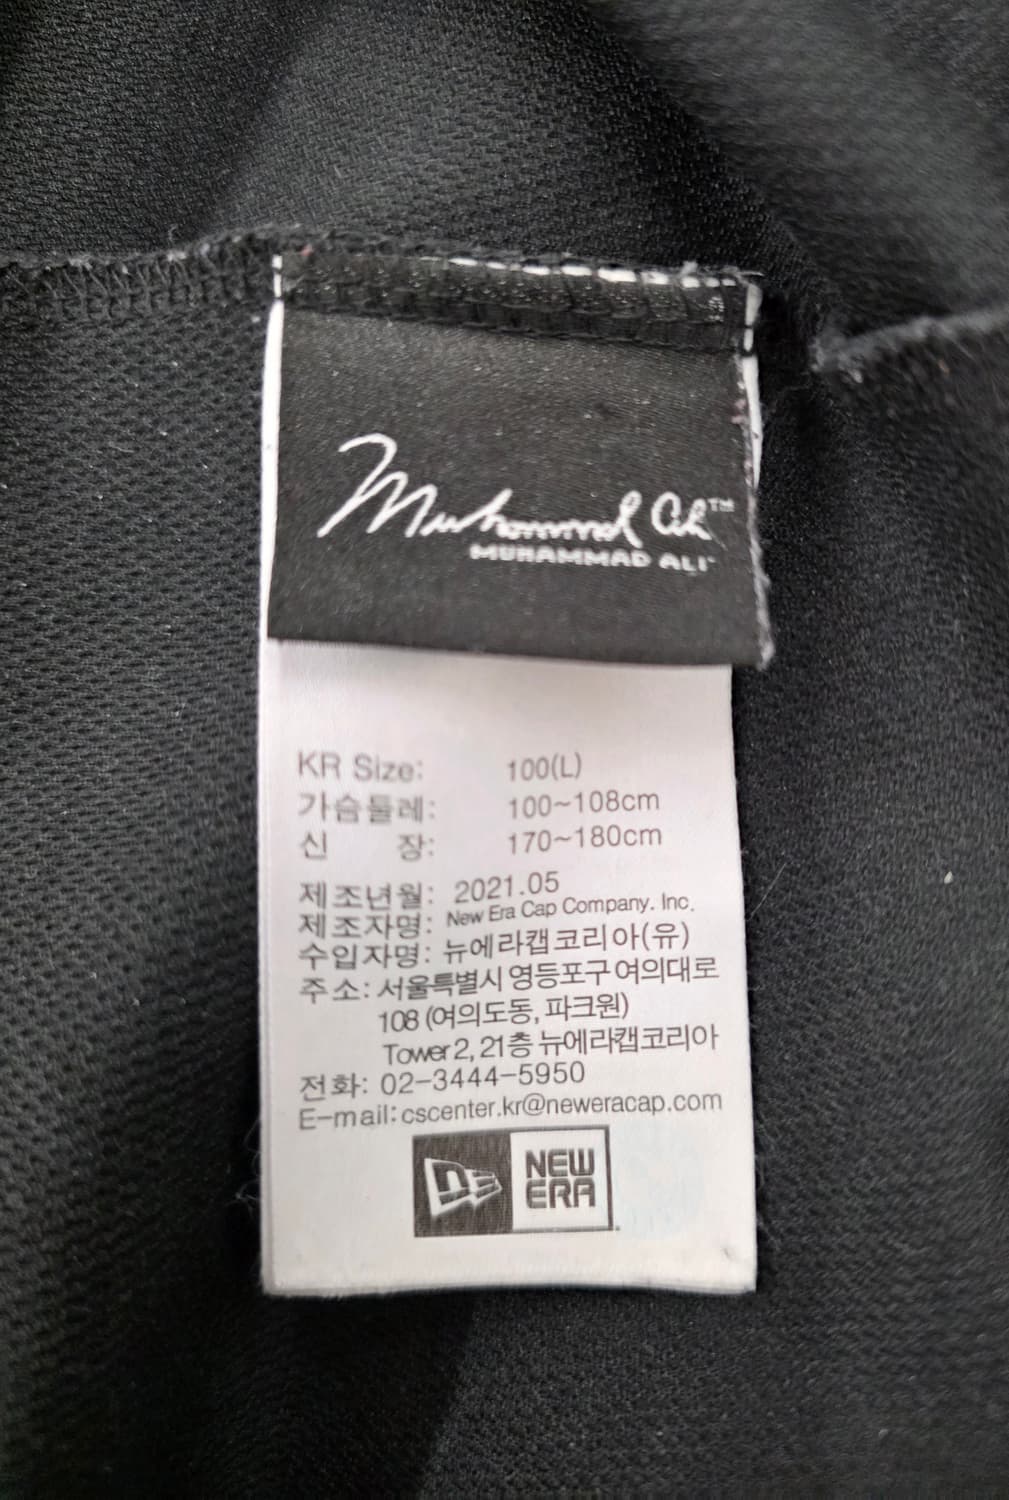 Muhammad Ali™
MUHAMMAD ALI™
KR Size: 100(L)
가슴둘레: 100~108cm
신 장: 170~180cm
제조년월: 2021.05
제조자명: New Era Cap Company. Inc.
수입자명: 뉴에라캡코리아(유)
주소: 서울특별시 영등포구 여의대로
108 (여의도동, 파크원)
Tower 2, 21층 뉴에라캡코리아
전화: 02-3444-5950
E-mail: cscenter.kr@neweracap.com
NEW
ERA